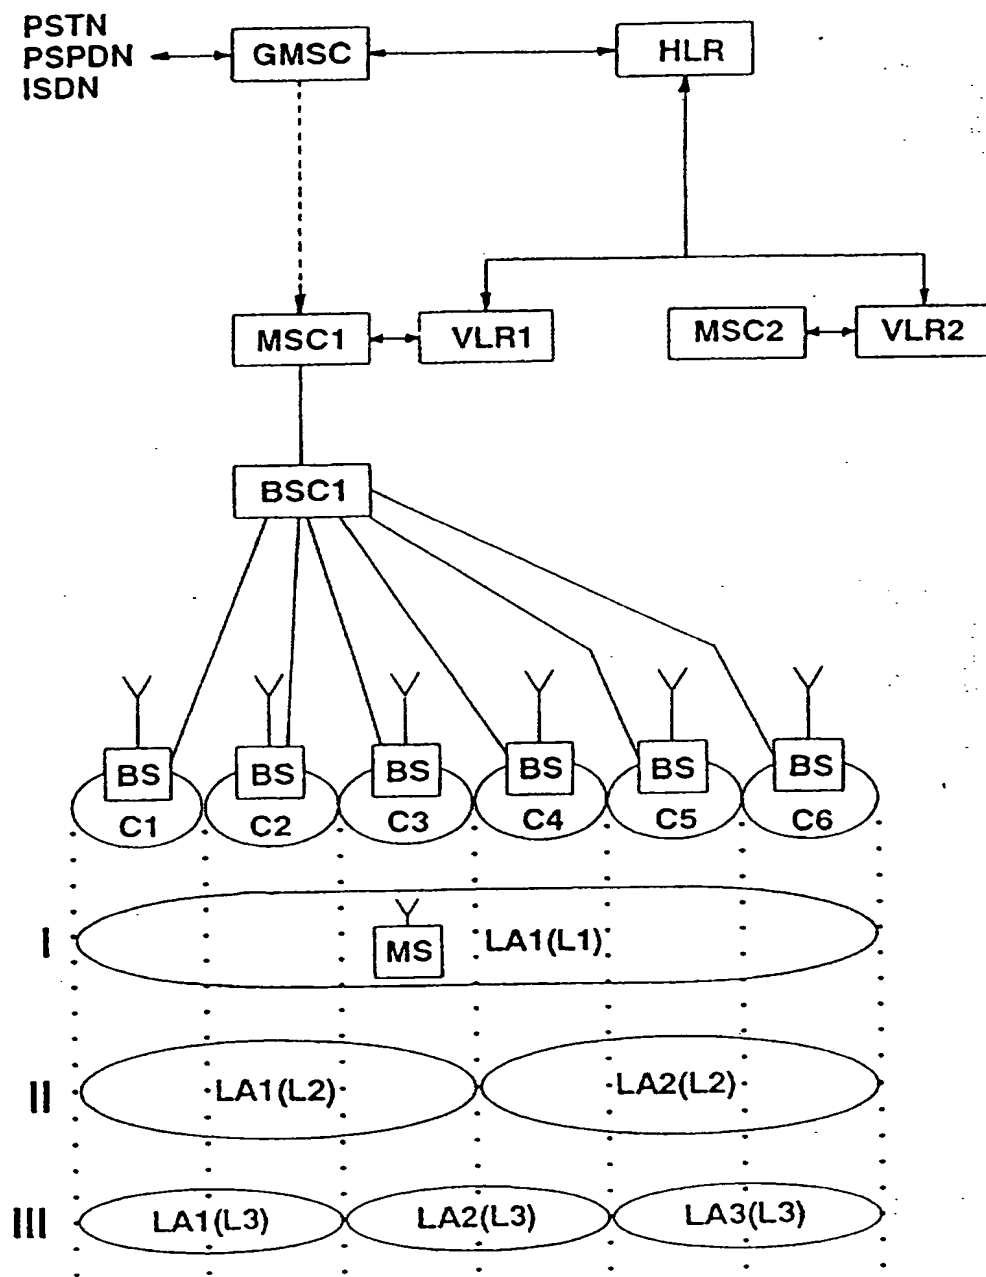 PSTN
PSPDN
ISDN
GMSC
HLR
MSC1
VLR1
MSC2
VLR2
BSC1
BS
BS
BS
BS
BS
BS
C1
C2
C3
C4
C5
C6
I
MS
LA1(L1)
II
LA1(L2)
LA2(L2)
III
LA1(L3)
LA2(L3)
LA3(L3)